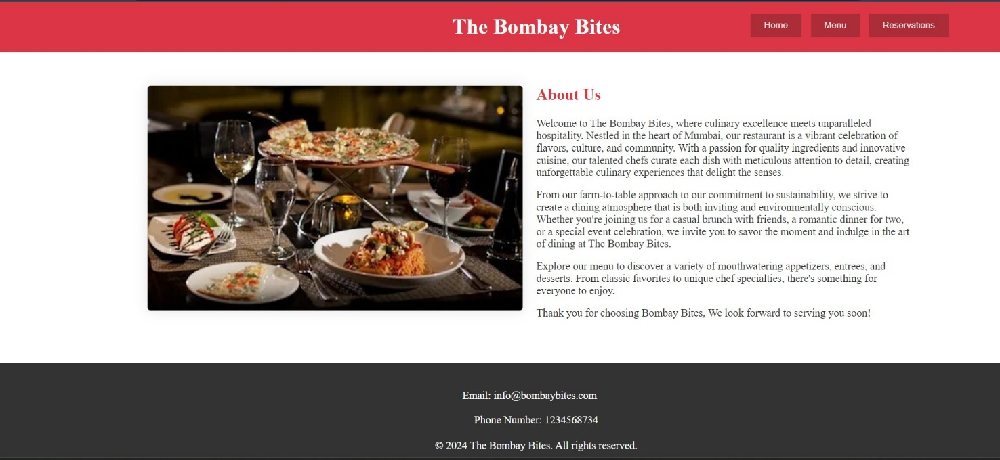 The Bombay Bites
Home
Menu
Reservations
About Us
Welcome to The Bombay Bites, where culinary excellence meets unparalleled
hospitality. Nestled in the heart of Mumbai, our restaurant is a vibrant celebration of
flavors, culture, and community. With a passion for quality ingredients and innovative
cuisine, our talented chefs curate each dish with meticulous attention to detail, creating
unforgettable culinary experiences that delight the senses.
From our farm-to-table approach to our commitment to sustainability, we strive to
create a dining atmosphere that is both inviting and environmentally conscious.
Whether you're joining us for a casual brunch with friends, a romantic dinner for two,
or a special event celebration, we invite you to savor the moment and indulge in the art
of dining at The Bombay Bites.
Explore our menu to discover a variety of mouthwatering appetizers, entrees, and
desserts. From classic favorites to unique chef specialties, there's something for
everyone to enjoy.
Thank you for choosing Bombay Bites, We look forward to serving you soon!
Email: info@bombaybites.com
Phone Number: 1234568734
© 2024 The Bombay Bites. All rights reserved.